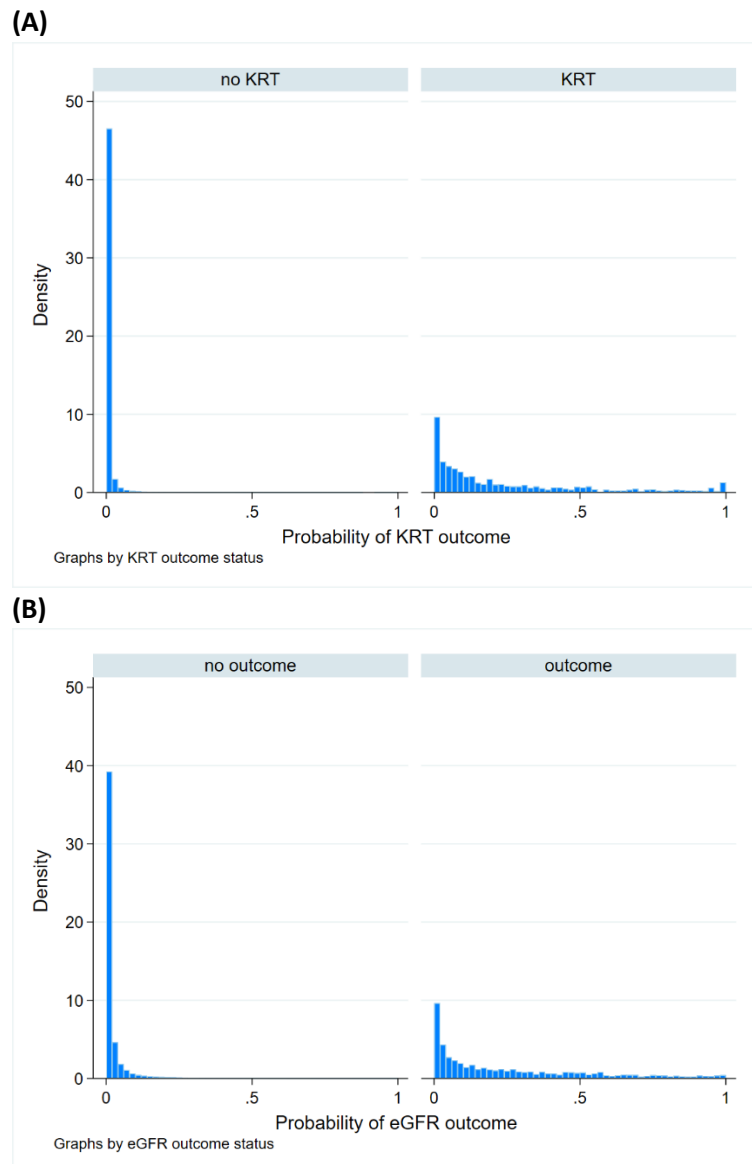 (A)
no KRT
KRT
50
40
30
20
10
0
Density
0
.5
1
0
.5
1
Probability of KRT outcome
Graphs by KRT outcome status
(B)
no outcome
outcome
50
40
30
20
10
0
Density
0
.5
1
0
.5
1
Probability of eGFR outcome
Graphs by eGFR outcome status